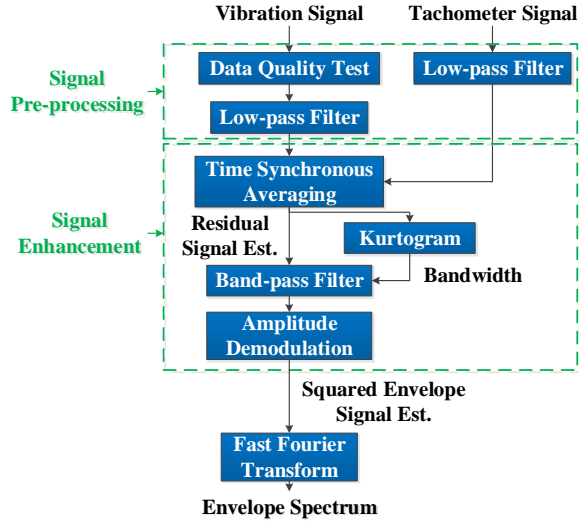 Vibration Signal
Tachometer Signal
Signal
Pre-processing
Data Quality Test
Low-pass Filter
Low-pass Filter
Time Synchronous
Averaging
Signal
Enhancement
Residual
Signal Est.
Kurtogram
Band-pass Filter
Bandwidth
Amplitude
Demodulation
Squared Envelope
Signal Est.
Fast Fourier
Transform
Envelope Spectrum